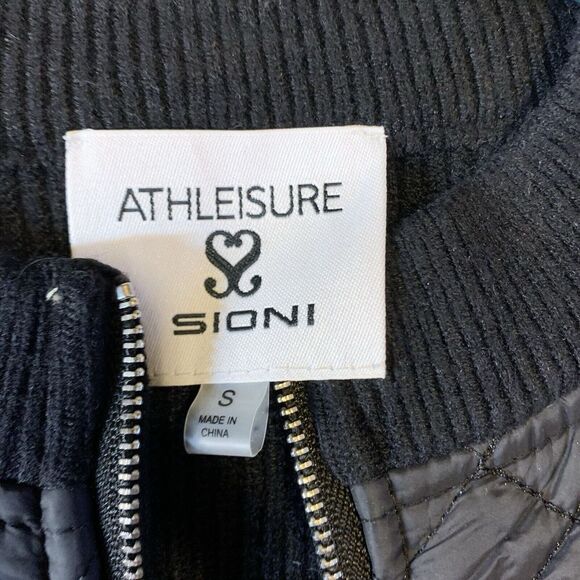 ATHLEISURE
SIONI
S
MADE IN
CHINA